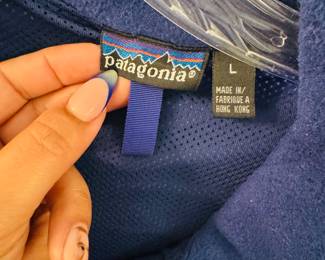 patagonia®
L
MADE IN/
FABRIQUE A
HONG KONG